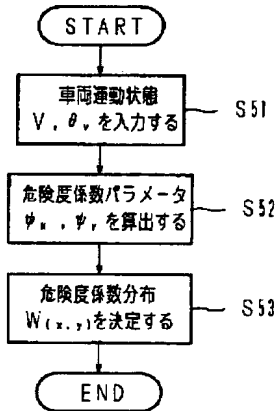 START
車両運動状態
V, θv を入力する
S51
危険度係数パラメータ
ψx, ψy を算出する
S52
危険度係数分布
W(x,y)を決定する
S53
END